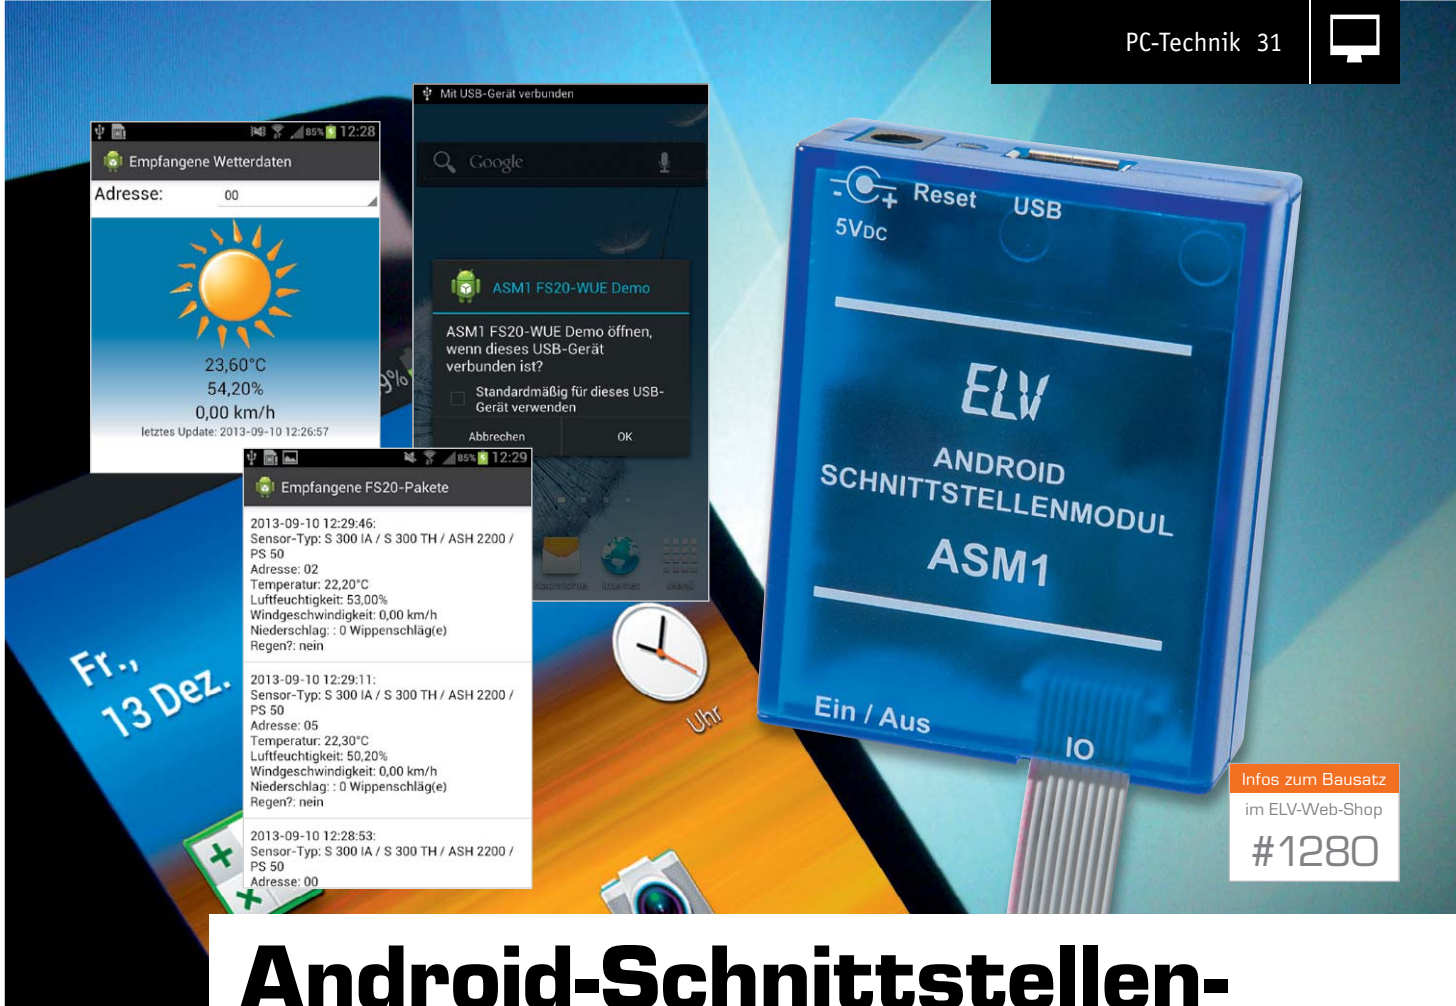 PC-Technik 31
Mit USB-Gerät verbunden
85% 12:28
Empfangene Wetterdaten
Adresse: 00
23,60°C
54,20%
0,00 km/h
letztes Update: 2013-09-10 12:26:57
Google
ASM1 FS20-WUE Demo
ASM1 FS20-WUE Demo öffnen,
wenn dieses USB-Gerät
verbunden ist?
Standardmäßig für dieses USB-
Gerät verwenden
Abbrechen OK
Internet Menü
9%
85% 12:29
Empfangene FS20-Pakete
2013-09-10 12:29:46:
Sensor-Typ: S 300 IA / S 300 TH / ASH 2200 /
PS 50
Adresse: 02
Temperatur: 22,20°C
Luftfeuchtigkeit: 53,00%
Windgeschwindigkeit: 0,00 km/h
Niederschlag: : 0 Wippenschläg(e)
Regen?: nein
2013-09-10 12:29:11:
Sensor-Typ: S 300 IA / S 300 TH / ASH 2200 /
PS 50
Adresse: 05
Temperatur: 22,30°C
Luftfeuchtigkeit: 50,20%
Windgeschwindigkeit: 0,00 km/h
Niederschlag: : 0 Wippenschläg(e)
Regen?: nein
2013-09-10 12:28:53:
Sensor-Typ: S 300 IA / S 300 TH / ASH 2200 /
PS 50
Adresse: 00
Fr.,
13 Dez.
Uhr
- +
5VDC
Reset
USB
ELV
ANDROID
SCHNITTSTELLENMODUL
ASM1
Ein / Aus
IO
Infos zum Bausatz
im ELV-Web-Shop
#1280
Android-Schnittstellen-